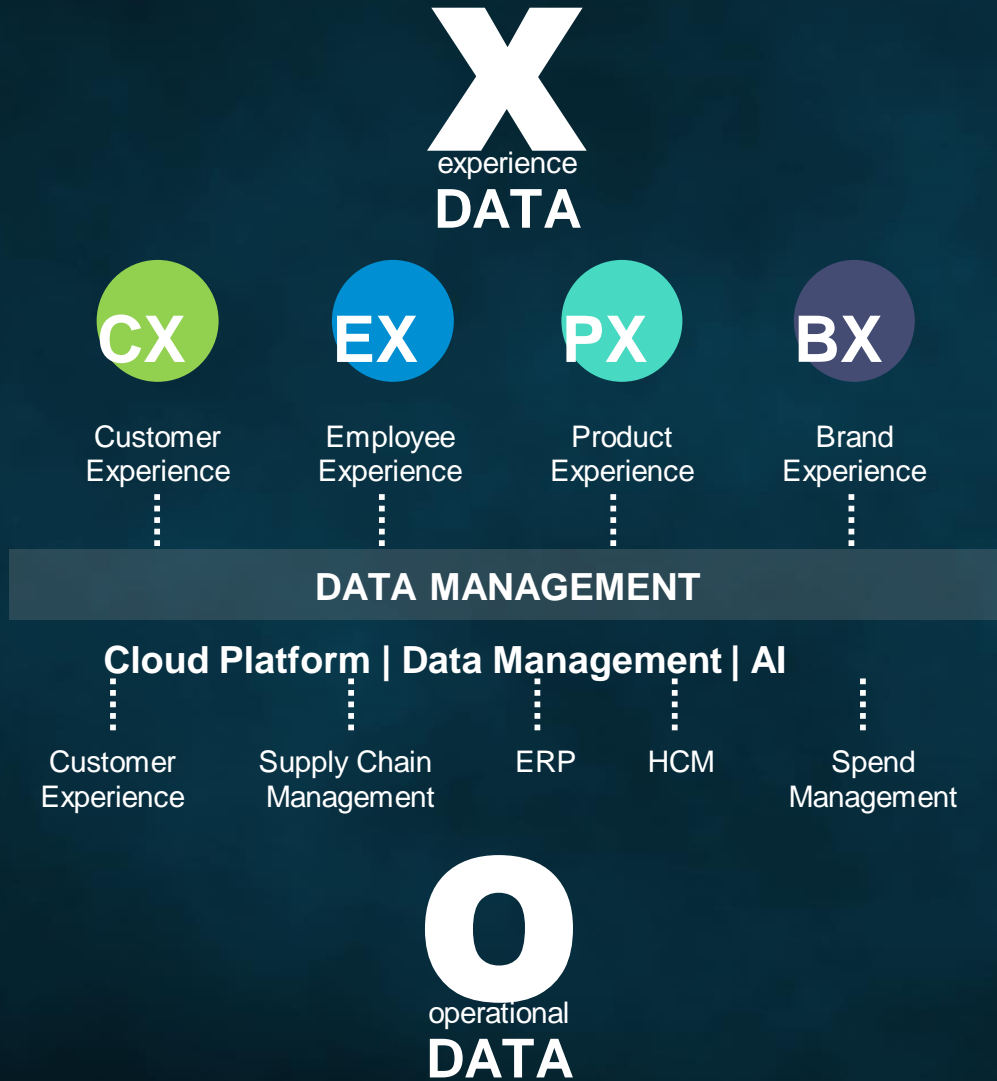 X
experience
DATA
CX EX PX BX
Customer Experience
Employee Experience
Product Experience
Brand Experience
DATA MANAGEMENT
Cloud Platform | Data Management | AI
Customer Experience
Supply Chain Management
ERP
HCM
Spend Management
O
operational
DATA